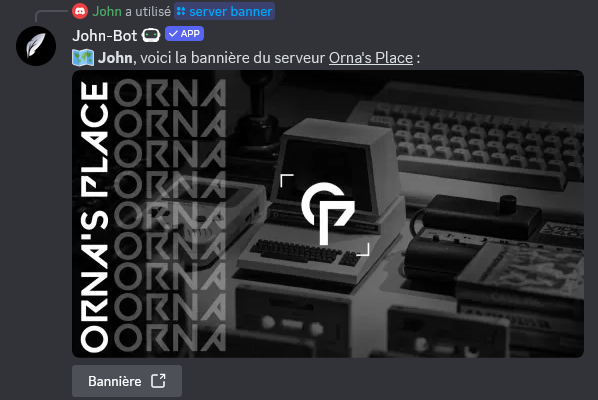 John a utilisé server banner
John-Bot APP
John, voici la bannière du serveur Orna's Place :
ORNA'S PLACE
ORNA
ORNA
ORNA
ORNA
ORNA
ORNA
ORNA
ORNA
ORNA
Bannière